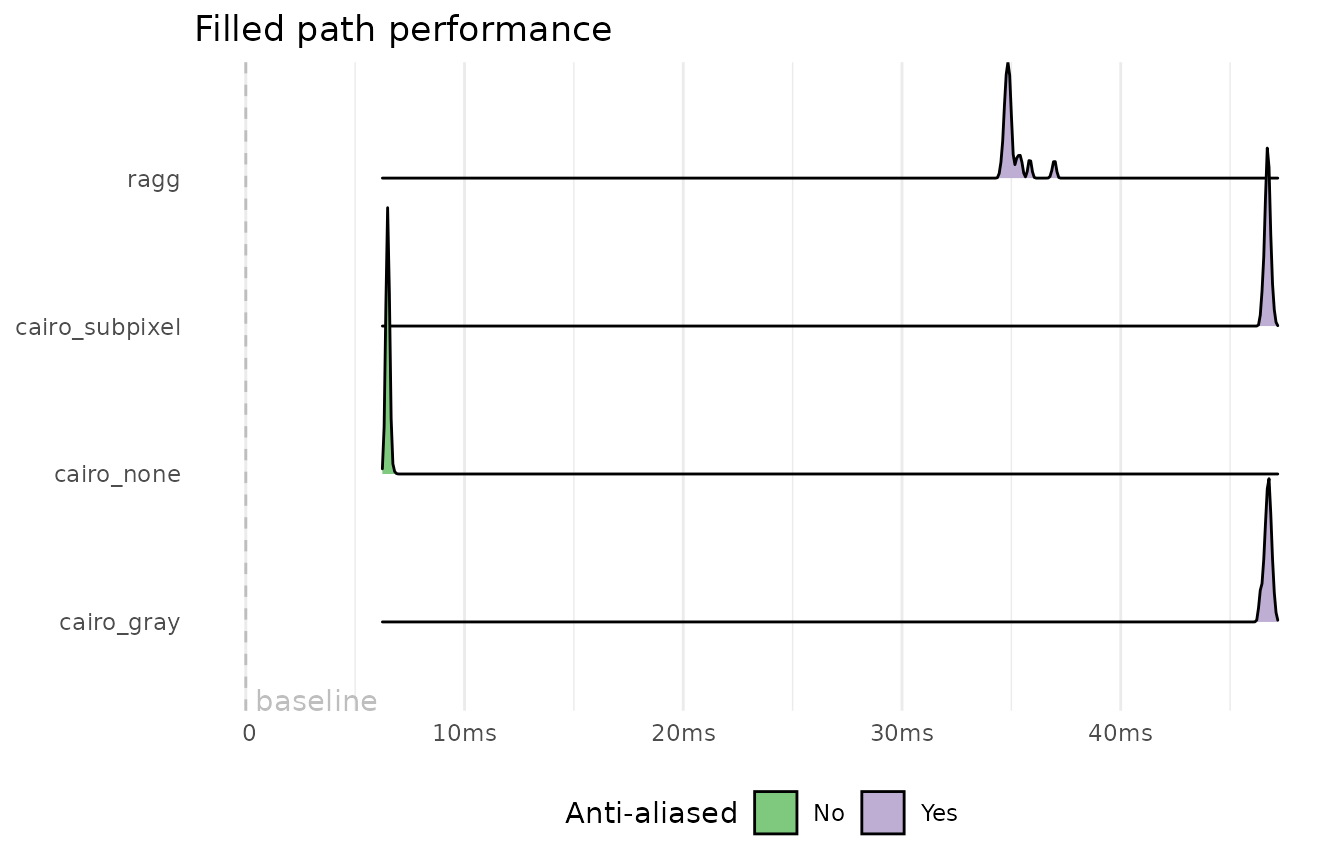 Filled path performance
ragg
cairo_subpixel
cairo_none
cairo_gray
baseline
0 10ms 20ms 30ms 40ms
Anti-aliased No Yes